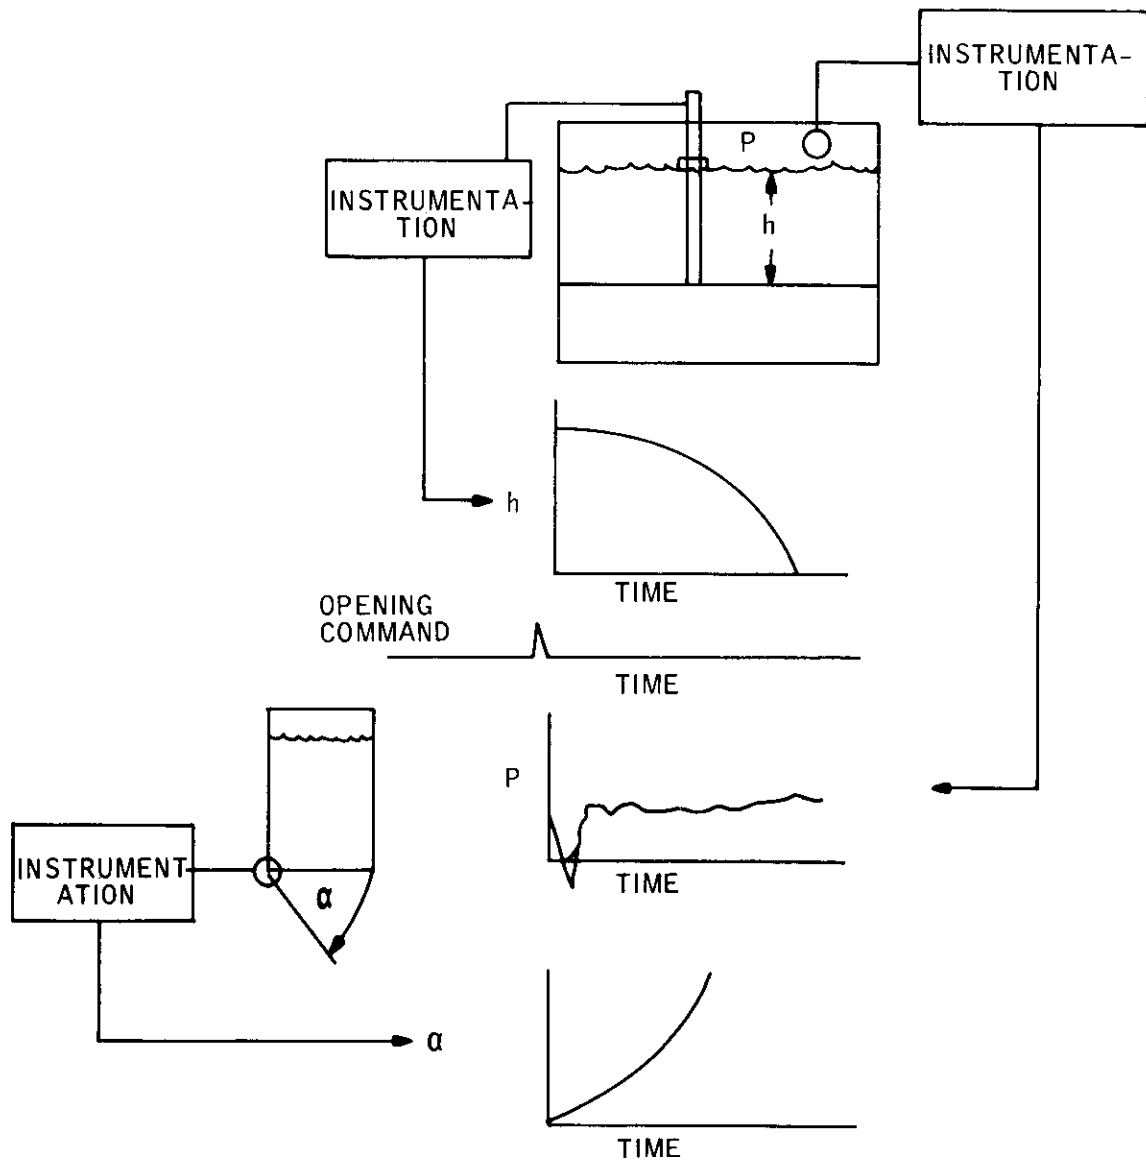 INSTRUMENTA-
TION
P
INSTRUMENTA-
TION
h
h
TIME
OPENING
COMMAND
TIME
P
TIME
INSTRUMENT
ATION
α
α
TIME